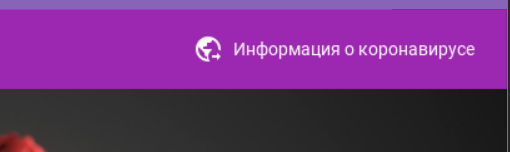 Информация о коронавирусе